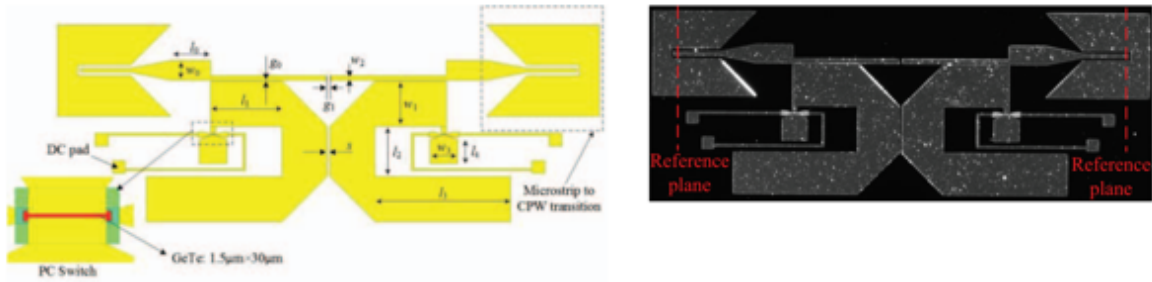 l₀
w₀
g₀
w₂
g₁
l₁
w₁
DC pad
s
l₂
w₃
l₄
l₃
Microstrip to
CPW transition
GeTe: 1.5μm×30μm
PC Switch
Reference
plane
Reference
plane